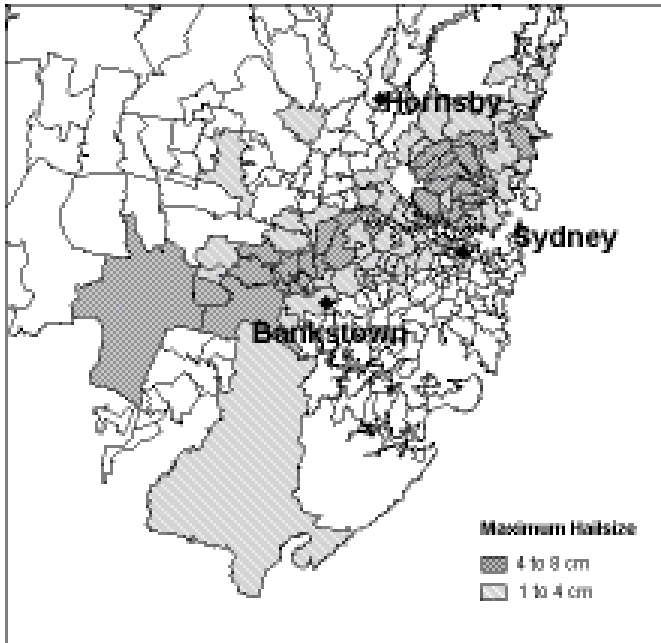 Hornsby
Sydney
Bankstown
Maximum Hailsize
4 to 8 cm
1 to 4 cm